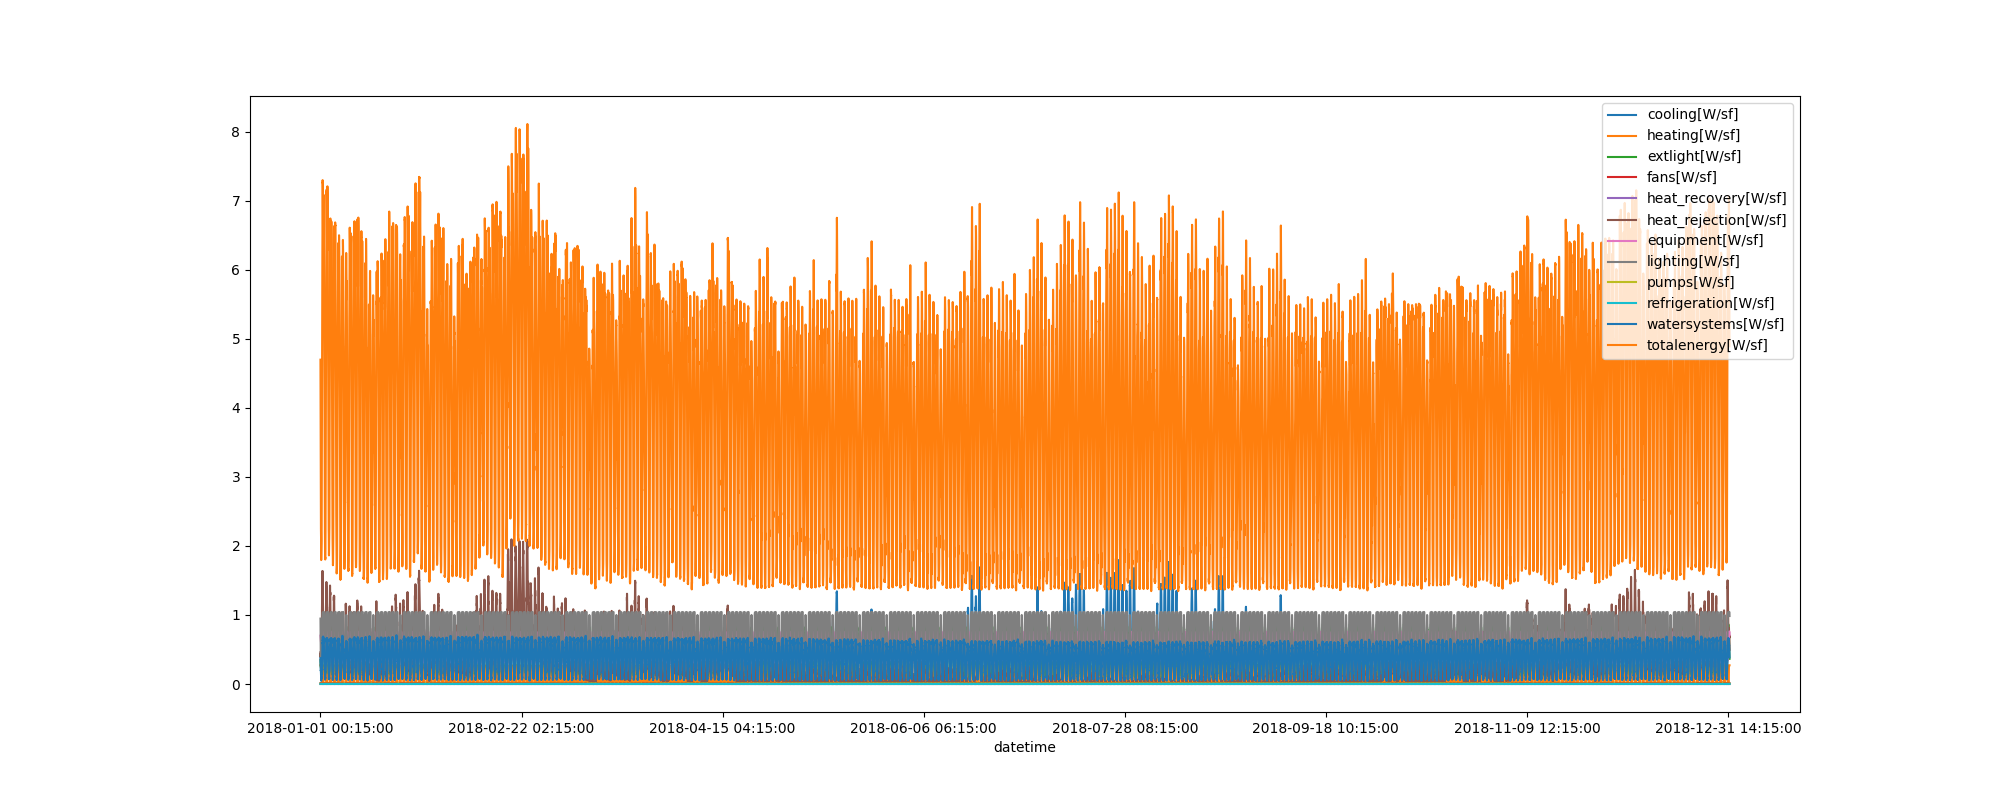 8
7
6
5
4
3
2
1
0
cooling[W/sf]
heating[W/sf]
extlight[W/sf]
fans[W/sf]
heat_recovery[W/sf]
heat_rejection[W/sf]
equipment[W/sf]
lighting[W/sf]
pumps[W/sf]
refrigeration[W/sf]
watersystems[W/sf]
totalenergy[W/sf]
2018-01-01 00:15:00 2018-02-22 02:15:00 2018-04-15 04:15:00 2018-06-06 06:15:00 2018-07-28 08:15:00 2018-09-18 10:15:00 2018-11-09 12:15:00 2018-12-31 14:15:00
datetime